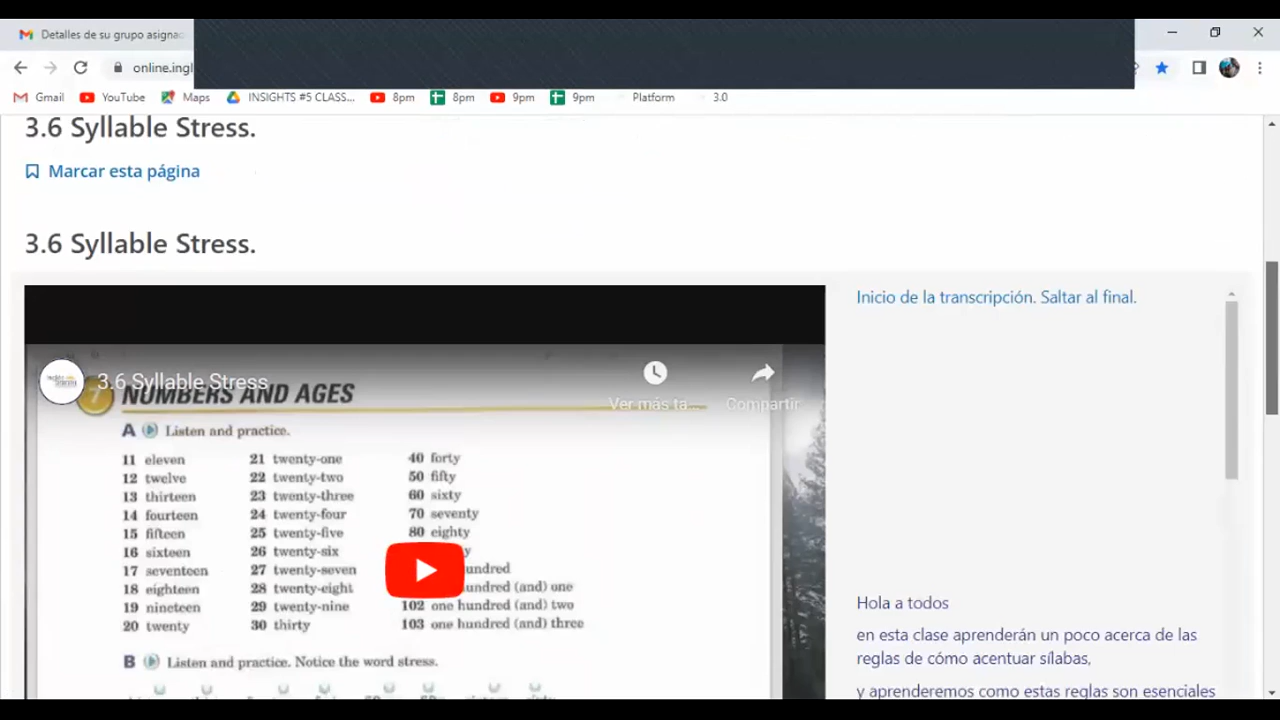 Detalles de su grupo asignad
online.ingl
Gmail YouTube Maps INSIGHTS #5 CLASS... 8pm 8pm 9pm 9pm Platform 3.0
3.6 Syllable Stress.
Marcar esta página
3.6 Syllable Stress.
3.6 Syllable Stress
Ver más ta... Compartir
7 NUMBERS AND AGES
A Listen and practice.
11 eleven 21 twenty-one 40 forty
12 twelve 22 twenty-two 50 fifty
13 thirteen 23 twenty-three 60 sixty
14 fourteen 24 twenty-four 70 seventy
15 fifteen 25 twenty-five 80 eighty
16 sixteen 26 twenty-six y
17 seventeen 27 twenty-seven undred
18 eighteen 28 twenty-eight undred (and) one
19 nineteen 29 twenty-nine 102 one hundred (and) two
20 twenty 30 thirty 103 one hundred (and) three
B Listen and practice. Notice the word stress.
Inicio de la transcripción. Saltar al final.
Hola a todos
en esta clase aprenderán un poco acerca de las
reglas de cómo acentuar sílabas,
y aprenderemos como estas reglas son esenciales